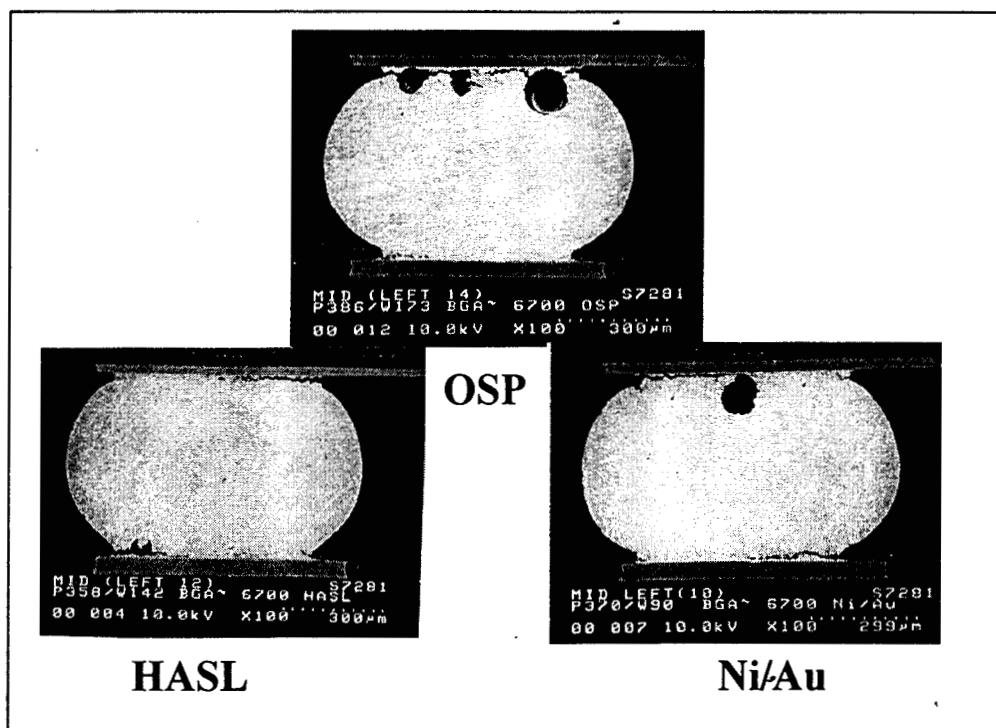 MID (LEFT 14) S7281
P386/W173 BGA~ 6700 OSP
00 012 10.0kV X100 300µm
OSP
MID (LEFT 12) S7281
P358/W142 BGA~ 6700 HASL
00 004 10.0kV X100 300µm
MID LEFT(10) S7281
P370/W90 BGA~ 6700 Ni/Au
00 007 10.0kV X100 299µm
HASL
Ni/Au